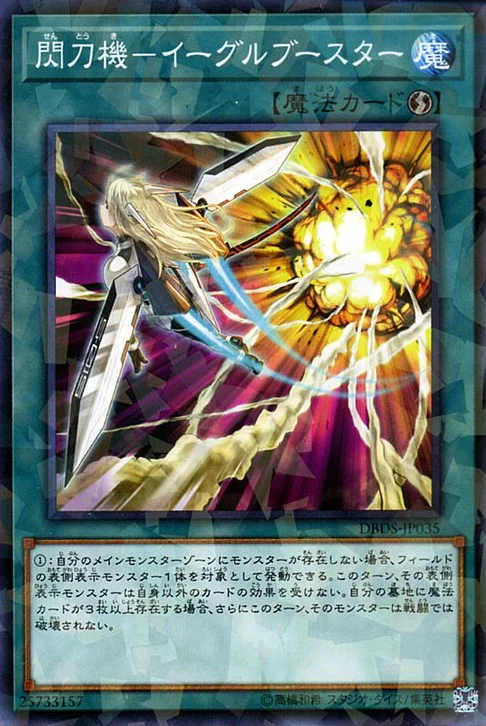 閃刀機－イーグルブースター
魔
【魔法カード】
DBDS-JP035
①：自分のメインモンスターゾーンにモンスターが存在しない場合、フィールド
の表側表示モンスター１体を対象として発動できる。このターン、その表側
表示モンスターは自身以外のカードの効果を受けない。自分の墓地に魔法
カードが３枚以上存在する場合、さらにこのターン、そのモンスターは戦闘では
破壊されない。
25733157
©高橋和希 スタジオ・ダイス/集英社